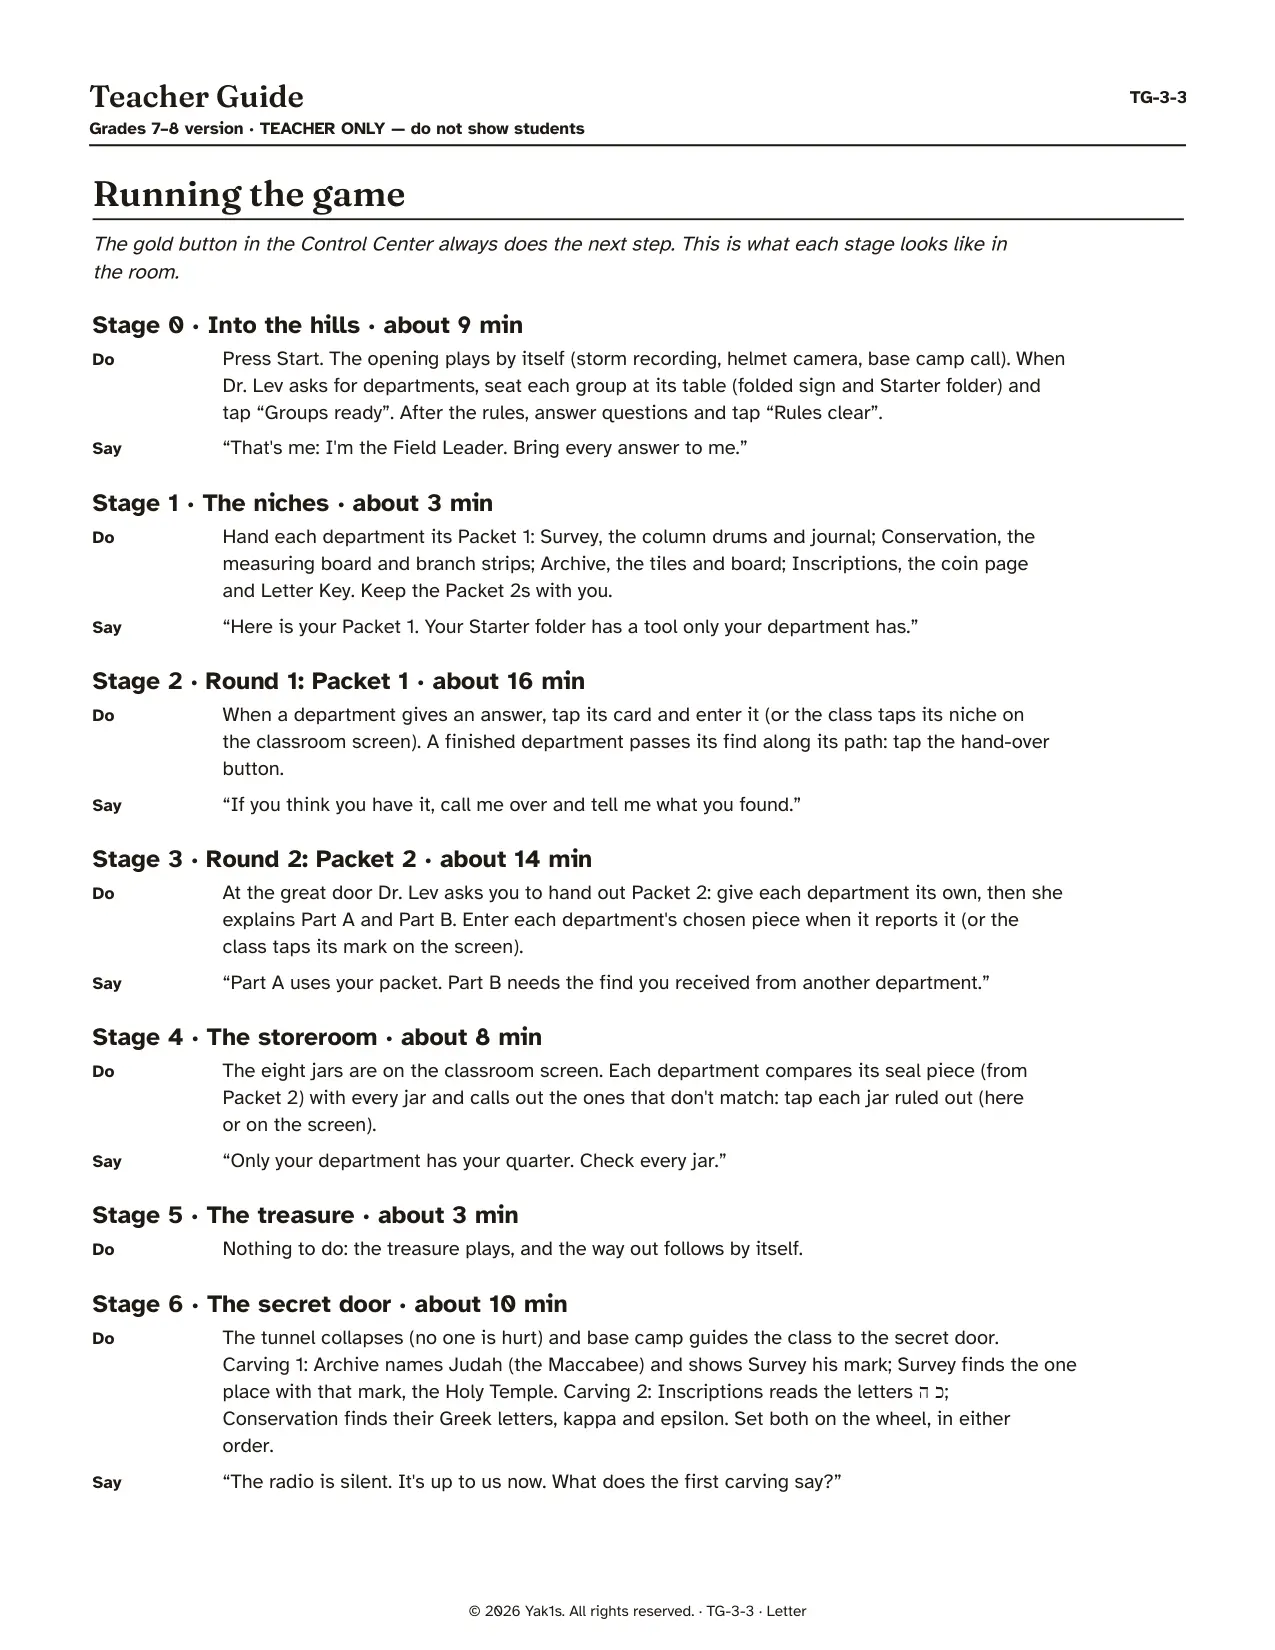 Teacher Guide
TG-3-3
Grades 7–8 version · TEACHER ONLY — do not show students
Running the game
The gold button in the Control Center always does the next step. This is what each stage looks like in
the room.
Stage 0 · Into the hills · about 9 min
Do
Press Start. The opening plays by itself (storm recording, helmet camera, base camp call). When
Dr. Lev asks for departments, seat each group at its table (folded sign and Starter folder) and
tap “Groups ready”. After the rules, answer questions and tap “Rules clear”.
Say
“That's me: I'm the Field Leader. Bring every answer to me.”
Stage 1 · The niches · about 3 min
Do
Hand each department its Packet 1: Survey, the column drums and journal; Conservation, the
measuring board and branch strips; Archive, the tiles and board; Inscriptions, the coin page
and Letter Key. Keep the Packet 2s with you.
Say
“Here is your Packet 1. Your Starter folder has a tool only your department has.”
Stage 2 · Round 1: Packet 1 · about 16 min
Do
When a department gives an answer, tap its card and enter it (or the class taps its niche on
the classroom screen). A finished department passes its find along its path: tap the hand-over
button.
Say
“If you think you have it, call me over and tell me what you found.”
Stage 3 · Round 2: Packet 2 · about 14 min
Do
At the great door Dr. Lev asks you to hand out Packet 2: give each department its own, then she
explains Part A and Part B. Enter each department's chosen piece when it reports it (or the
class taps its mark on the screen).
Say
“Part A uses your packet. Part B needs the find you received from another department.”
Stage 4 · The storeroom · about 8 min
Do
The eight jars are on the classroom screen. Each department compares its seal piece (from
Packet 2) with every jar and calls out the ones that don't match: tap each jar ruled out (here
or on the screen).
Say
“Only your department has your quarter. Check every jar.”
Stage 5 · The treasure · about 3 min
Do
Nothing to do: the treasure plays, and the way out follows by itself.
Stage 6 · The secret door · about 10 min
Do
The tunnel collapses (no one is hurt) and base camp guides the class to the secret door.
Carving 1: Archive names Judah (the Maccabee) and shows Survey his mark; Survey finds the one
place with that mark, the Holy Temple. Carving 2: Inscriptions reads the letters כ ה;
Conservation finds their Greek letters, kappa and epsilon. Set both on the wheel, in either
order.
Say
“The radio is silent. It's up to us now. What does the first carving say?”
© 2026 Yak1s. All rights reserved. · TG-3-3 · Letter